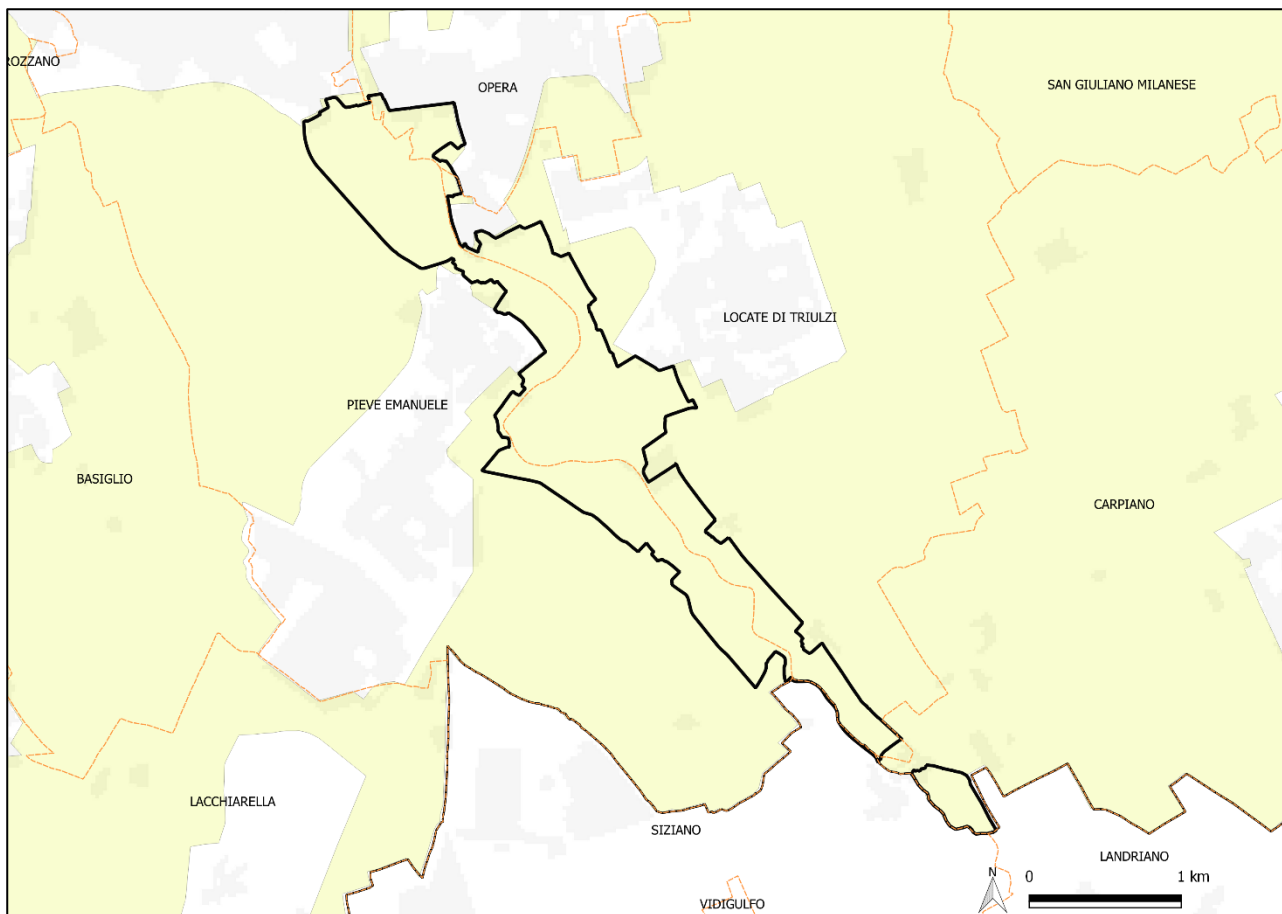 ROZZANO
OPERA
SAN GIULIANO MILANESE
LOCATE DI TRIULZI
PIEVE EMANUELE
BASIGLIO
CARPIANO
LACCHIARELLA
SIZIANO
LANDRIANO
VIDIGULFO
N
0 1 km